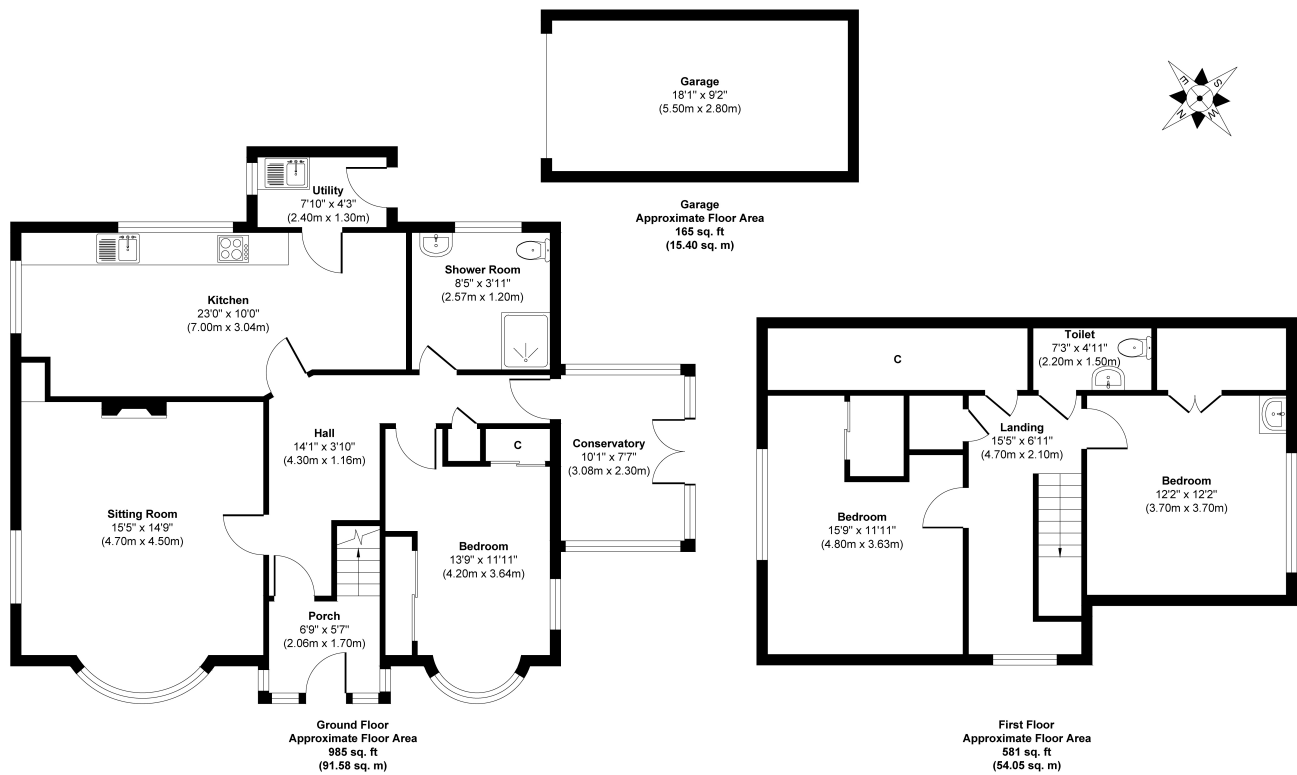 Garage
18'1" x 9'2"
(5.50m x 2.80m)
E
S
N
W
Garage
Approximate Floor Area
165 sq. ft
(15.40 sq. m)
Utility
7'10" x 4'3"
(2.40m x 1.30m)
Kitchen
23'0" x 10'0"
(7.00m x 3.04m)
Shower Room
8'5" x 3'11"
(2.57m x 1.20m)
Hall
14'1" x 3'10"
(4.30m x 1.16m)
C
Conservatory
10'1" x 7'7"
(3.08m x 2.30m)
Sitting Room
15'5" x 14'9"
(4.70m x 4.50m)
Bedroom
13'9" x 11'11"
(4.20m x 3.64m)
Porch
6'9" x 5'7"
(2.06m x 1.70m)
Ground Floor
Approximate Floor Area
985 sq. ft
(91.58 sq. m)
C
Toilet
7'3" x 4'11"
(2.20m x 1.50m)
Landing
15'5" x 6'11"
(4.70m x 2.10m)
Bedroom
12'2" x 12'2"
(3.70m x 3.70m)
Bedroom
15'9" x 11'11"
(4.80m x 3.63m)
First Floor
Approximate Floor Area
581 sq. ft
(54.05 sq. m)